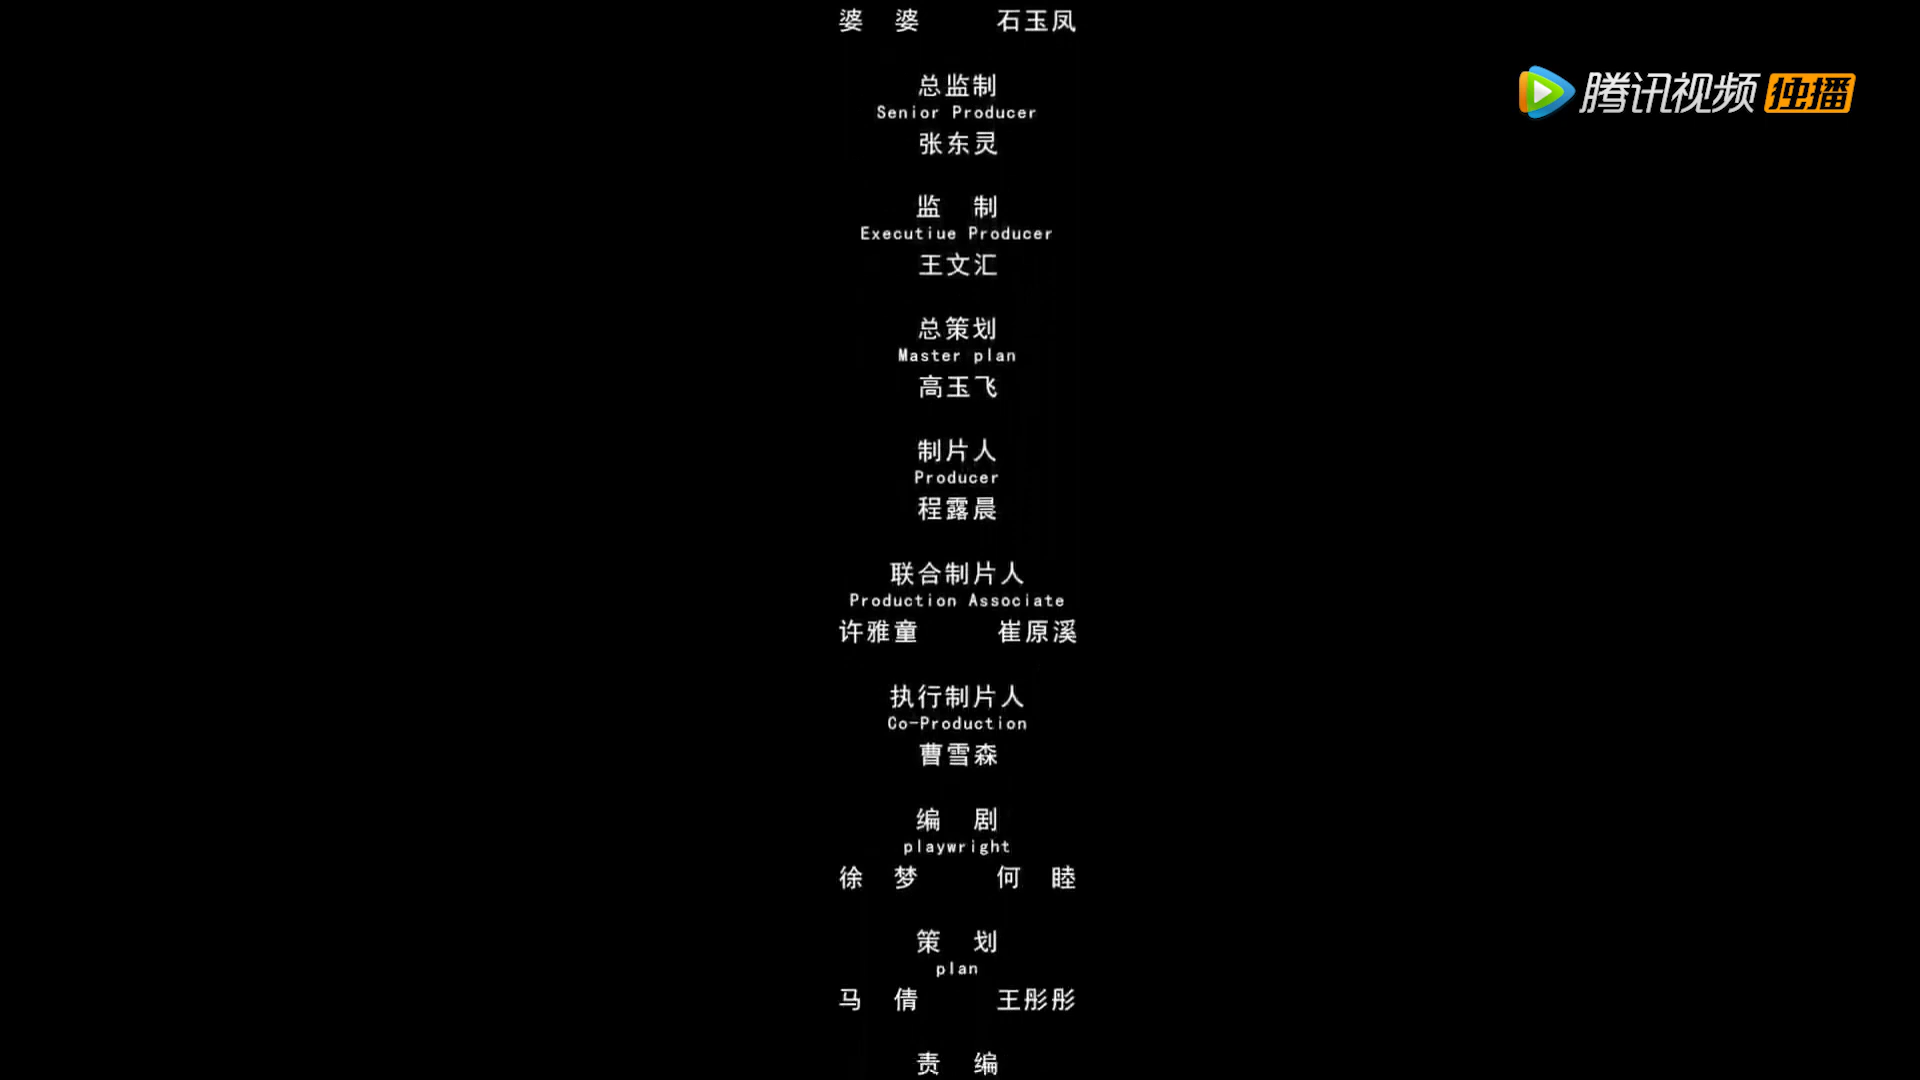 婆 婆 石玉凤
腾讯视频 独播
总监制
Senior Producer
张东灵
监 制
Executiue Producer
王文汇
总策划
Master plan
高玉飞
制片人
Producer
程露晨
联合制片人
Production Associate
许雅童 崔原溪
执行制片人
Co-Production
曹雪森
编 剧
playwright
徐 梦 何 睦
策 划
plan
马 倩 王彤彤
责 编